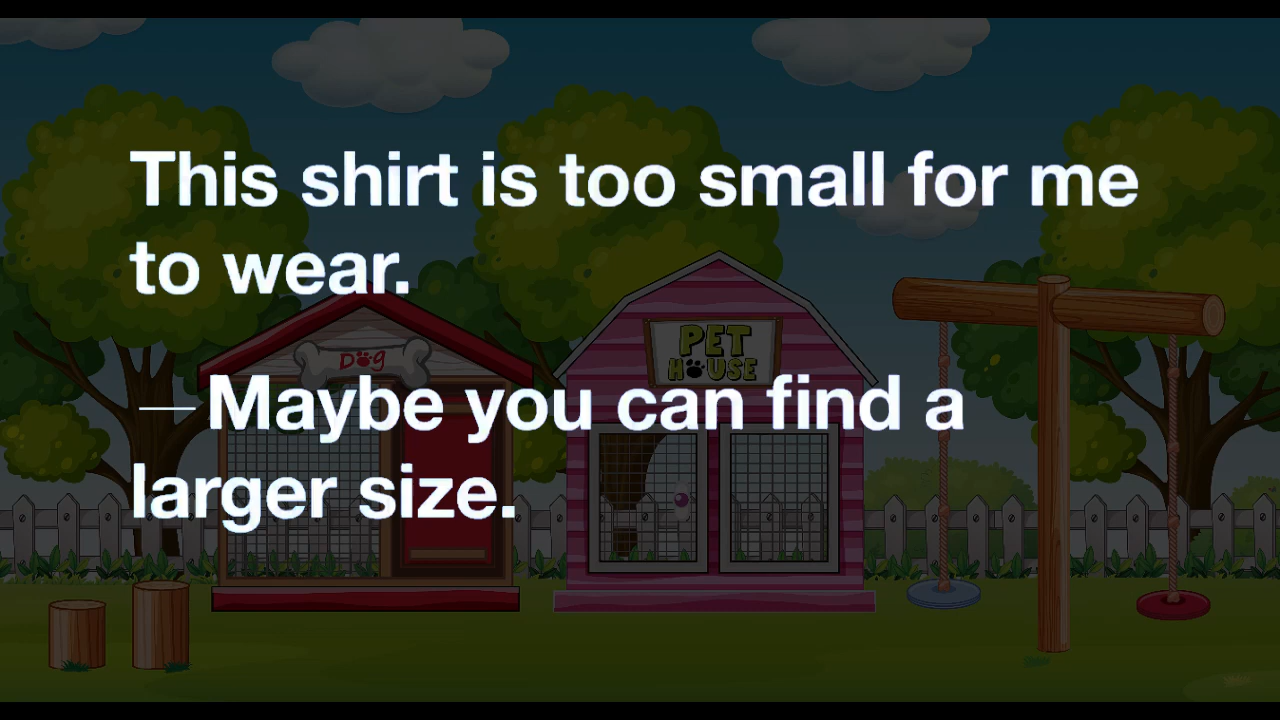 This shirt is too small for me
to wear.
— Maybe you can find a
larger size.
Dog
PET
HOUSE